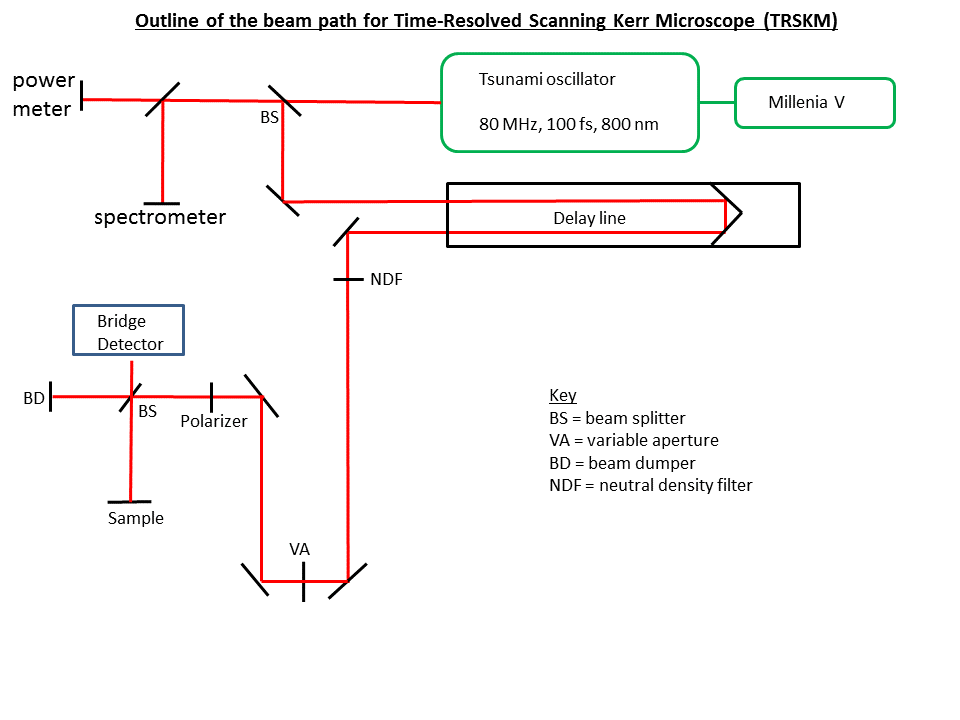 Outline of the beam path for Time-Resolved Scanning Kerr Microscope (TRSKM)
power
meter
BS
Tsunami oscillator
80 MHz, 100 fs, 800 nm
Millenia V
spectrometer
Delay line
NDF
Bridge
Detector
BD
BS
Polarizer
Sample
VA
Key
BS = beam splitter
VA = variable aperture
BD = beam dumper
NDF = neutral density filter